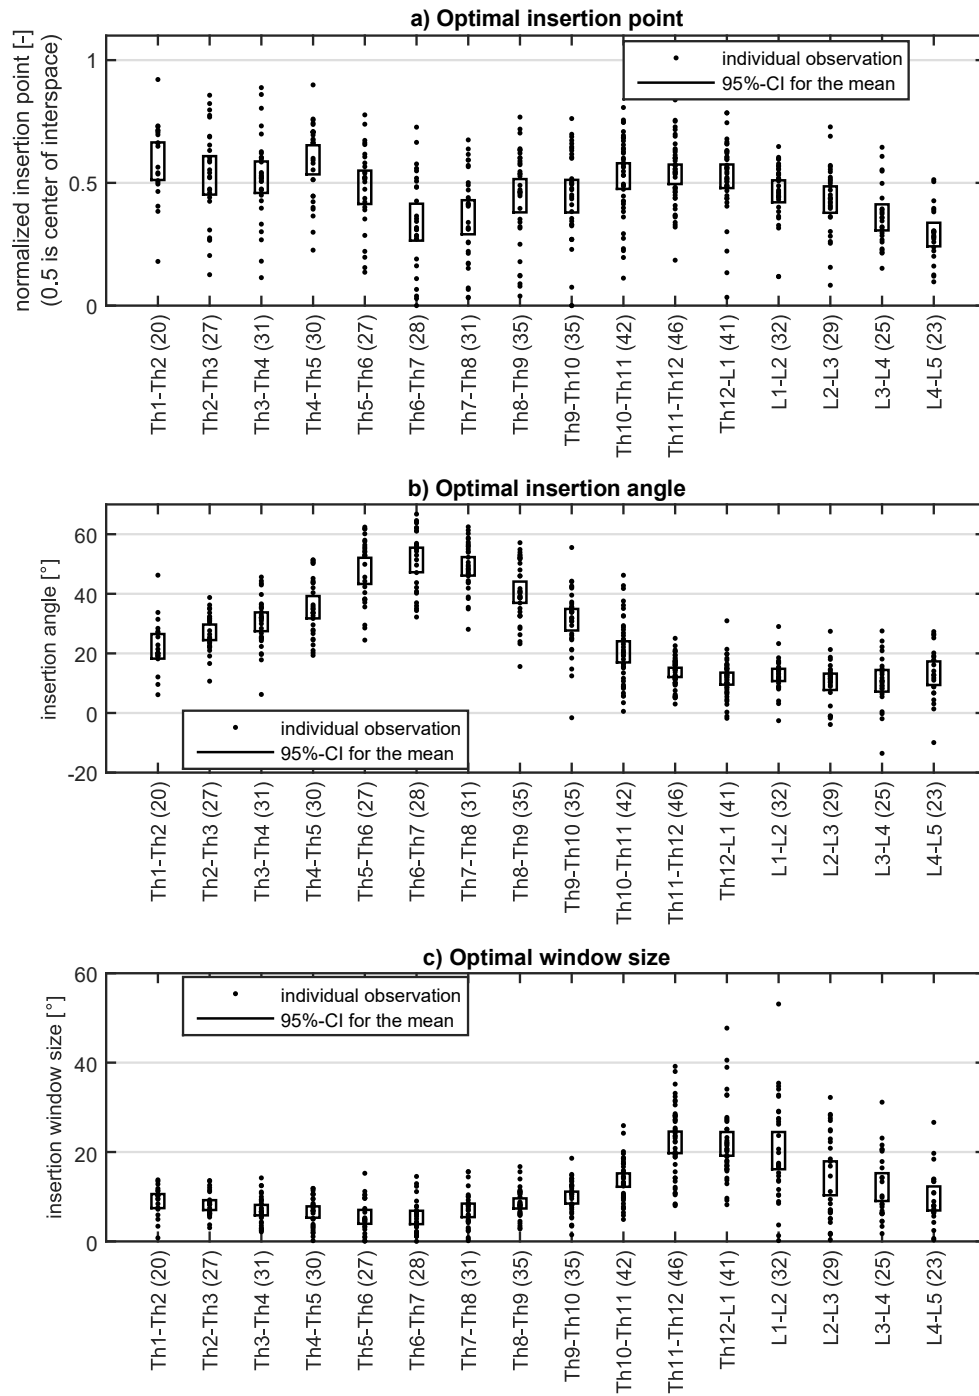 a) Optimal insertion point
normalized insertion point [-]
(0.5 is center of interspace)
1
0.5
0
individual observation
95%-CI for the mean
Th1-Th2 (20)
Th2-Th3 (27)
Th3-Th4 (31)
Th4-Th5 (30)
Th5-Th6 (27)
Th6-Th7 (28)
Th7-Th8 (31)
Th8-Th9 (35)
Th9-Th10 (35)
Th10-Th11 (42)
Th11-Th12 (46)
Th12-L1 (41)
L1-L2 (32)
L2-L3 (29)
L3-L4 (25)
L4-L5 (23)
b) Optimal insertion angle
insertion angle [°]
60
40
20
0
-20
individual observation
95%-CI for the mean
Th1-Th2 (20)
Th2-Th3 (27)
Th3-Th4 (31)
Th4-Th5 (30)
Th5-Th6 (27)
Th6-Th7 (28)
Th7-Th8 (31)
Th8-Th9 (35)
Th9-Th10 (35)
Th10-Th11 (42)
Th11-Th12 (46)
Th12-L1 (41)
L1-L2 (32)
L2-L3 (29)
L3-L4 (25)
L4-L5 (23)
c) Optimal window size
insertion window size [°]
60
40
20
0
individual observation
95%-CI for the mean
Th1-Th2 (20)
Th2-Th3 (27)
Th3-Th4 (31)
Th4-Th5 (30)
Th5-Th6 (27)
Th6-Th7 (28)
Th7-Th8 (31)
Th8-Th9 (35)
Th9-Th10 (35)
Th10-Th11 (42)
Th11-Th12 (46)
Th12-L1 (41)
L1-L2 (32)
L2-L3 (29)
L3-L4 (25)
L4-L5 (23)